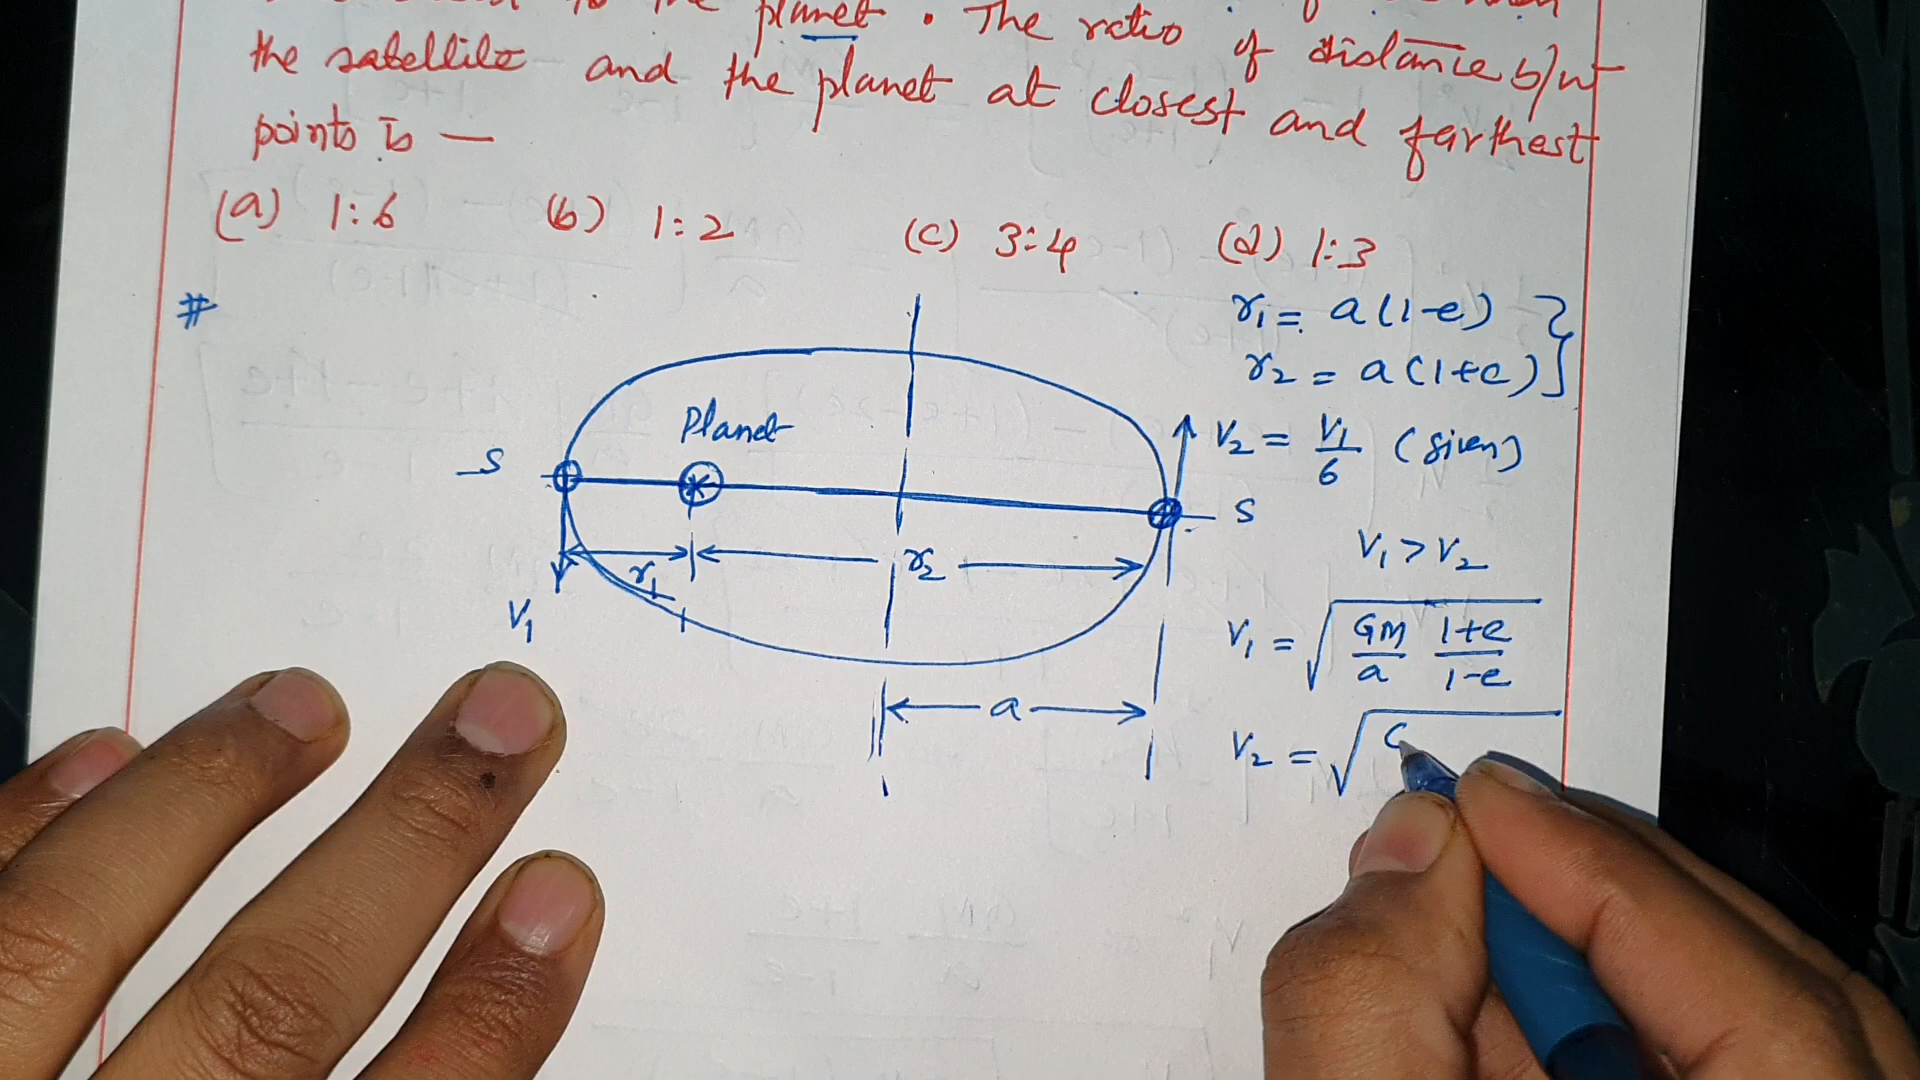 to the planet. The ratio of
the satellite and the planet at closest and farthest
distance b/w
points is —
(a) 1:6 (b) 1:2 (c) 3:4 (d) 1:3
#
r1 = a(1-e) }
r2 = a(1+e) }
Planet
V2 = V1/6 (given)
S
S
V1 > V2
r1
r2
V1
V1 = √ GM/a 1+e/1-e
a
V2 = √